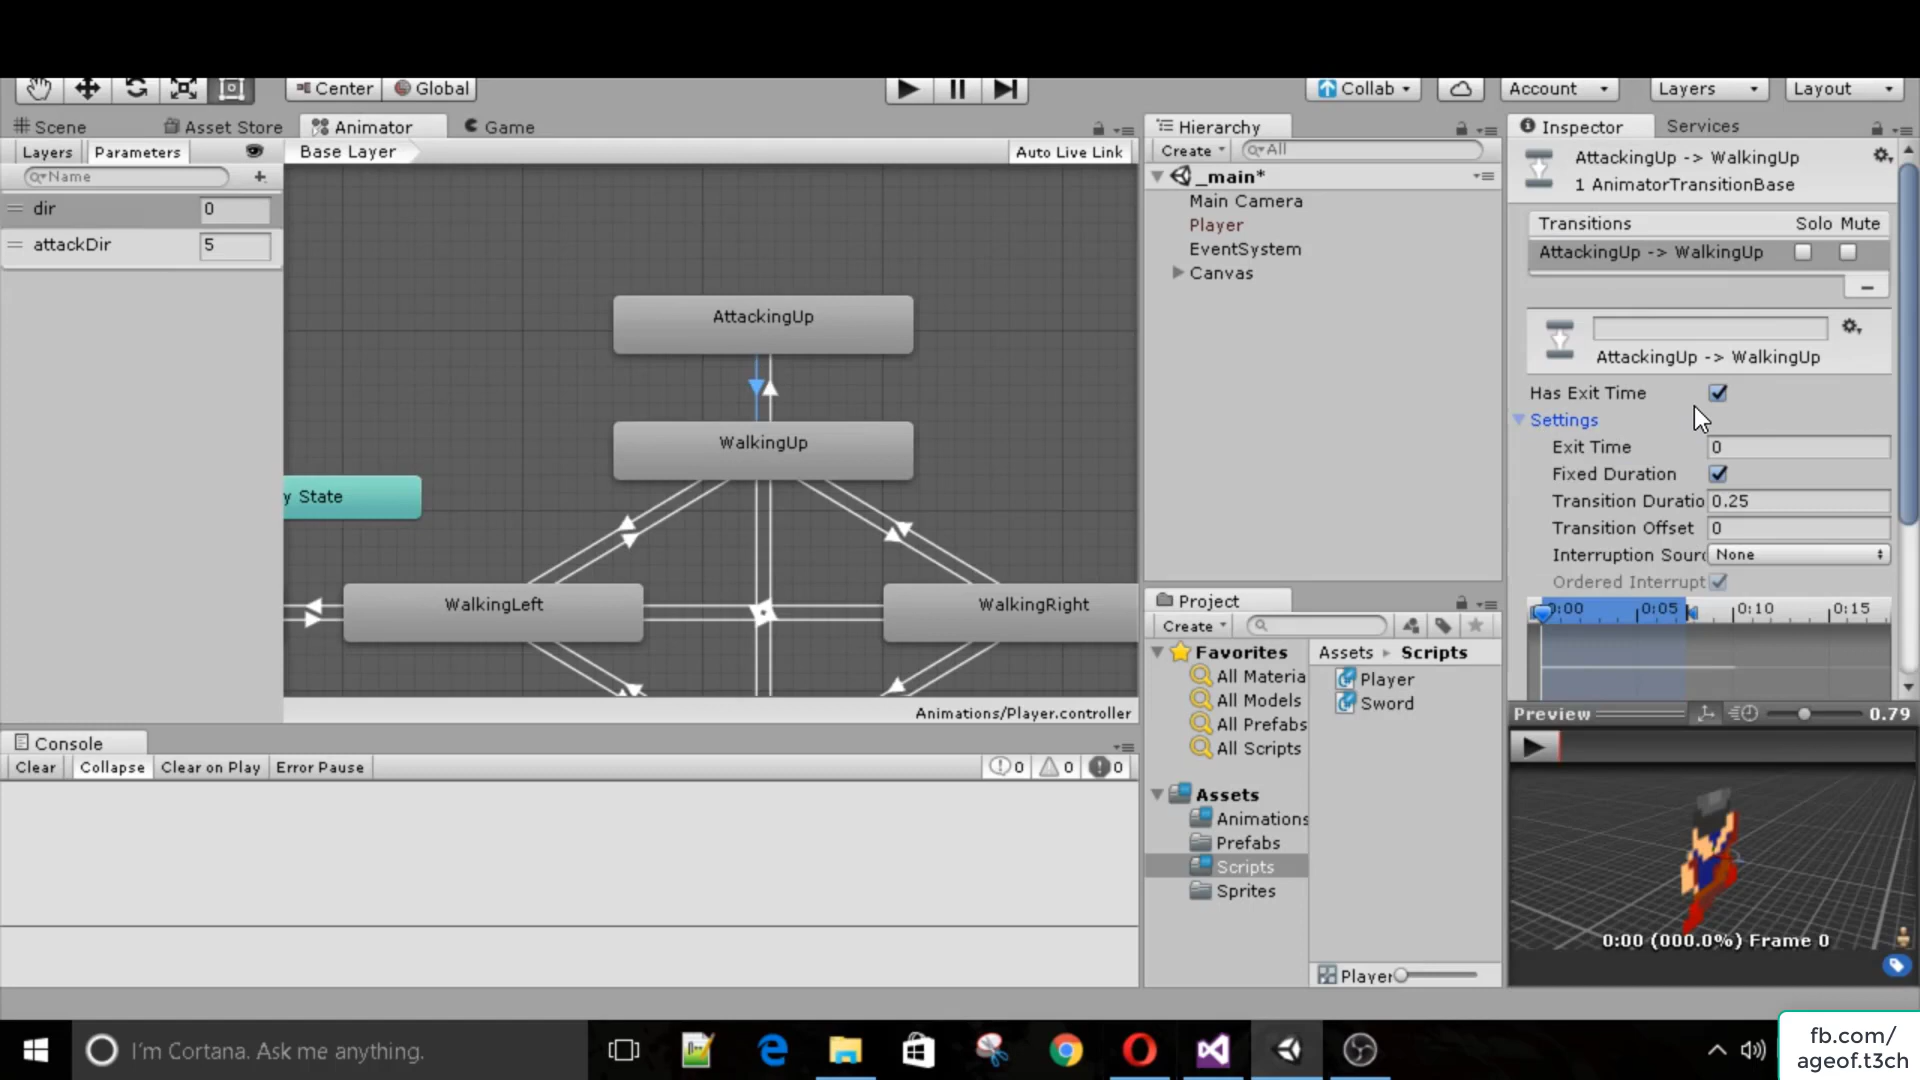 Center
Global
Collab
Account
Layers
Layout
Scene
Asset Store
Animator
Game
Hierarchy
Inspector
Services
Layers
Parameters
Base Layer
Auto Live Link
Create
All
Name
_main*
dir
0
attackDir
5
Main Camera
Player
EventSystem
Canvas
AttackingUp -> WalkingUp
1 AnimatorTransitionBase
Transitions
Solo
Mute
AttackingUp -> WalkingUp
AttackingUp -> WalkingUp
Has Exit Time
Settings
Exit Time
0
Fixed Duration
Transition Duratio
0.25
Transition Offset
0
Interruption Sourc
None
Ordered Interrupt
0:00
0:05
0:10
0:15
AttackingUp
WalkingUp
y State
WalkingLeft
WalkingRight
Animations/Player.controller
Project
Create
Favorites
All Materia
All Models
All Prefabs
All Scripts
Assets
Animations
Prefabs
Scripts
Sprites
Assets
Scripts
Player
Sword
Player
Preview
0.79
0:00 (000.0%) Frame 0
Console
Clear
Collapse
Clear on Play
Error Pause
0
0
0
I'm Cortana. Ask me anything.
fb.com/
ageof.t3ch